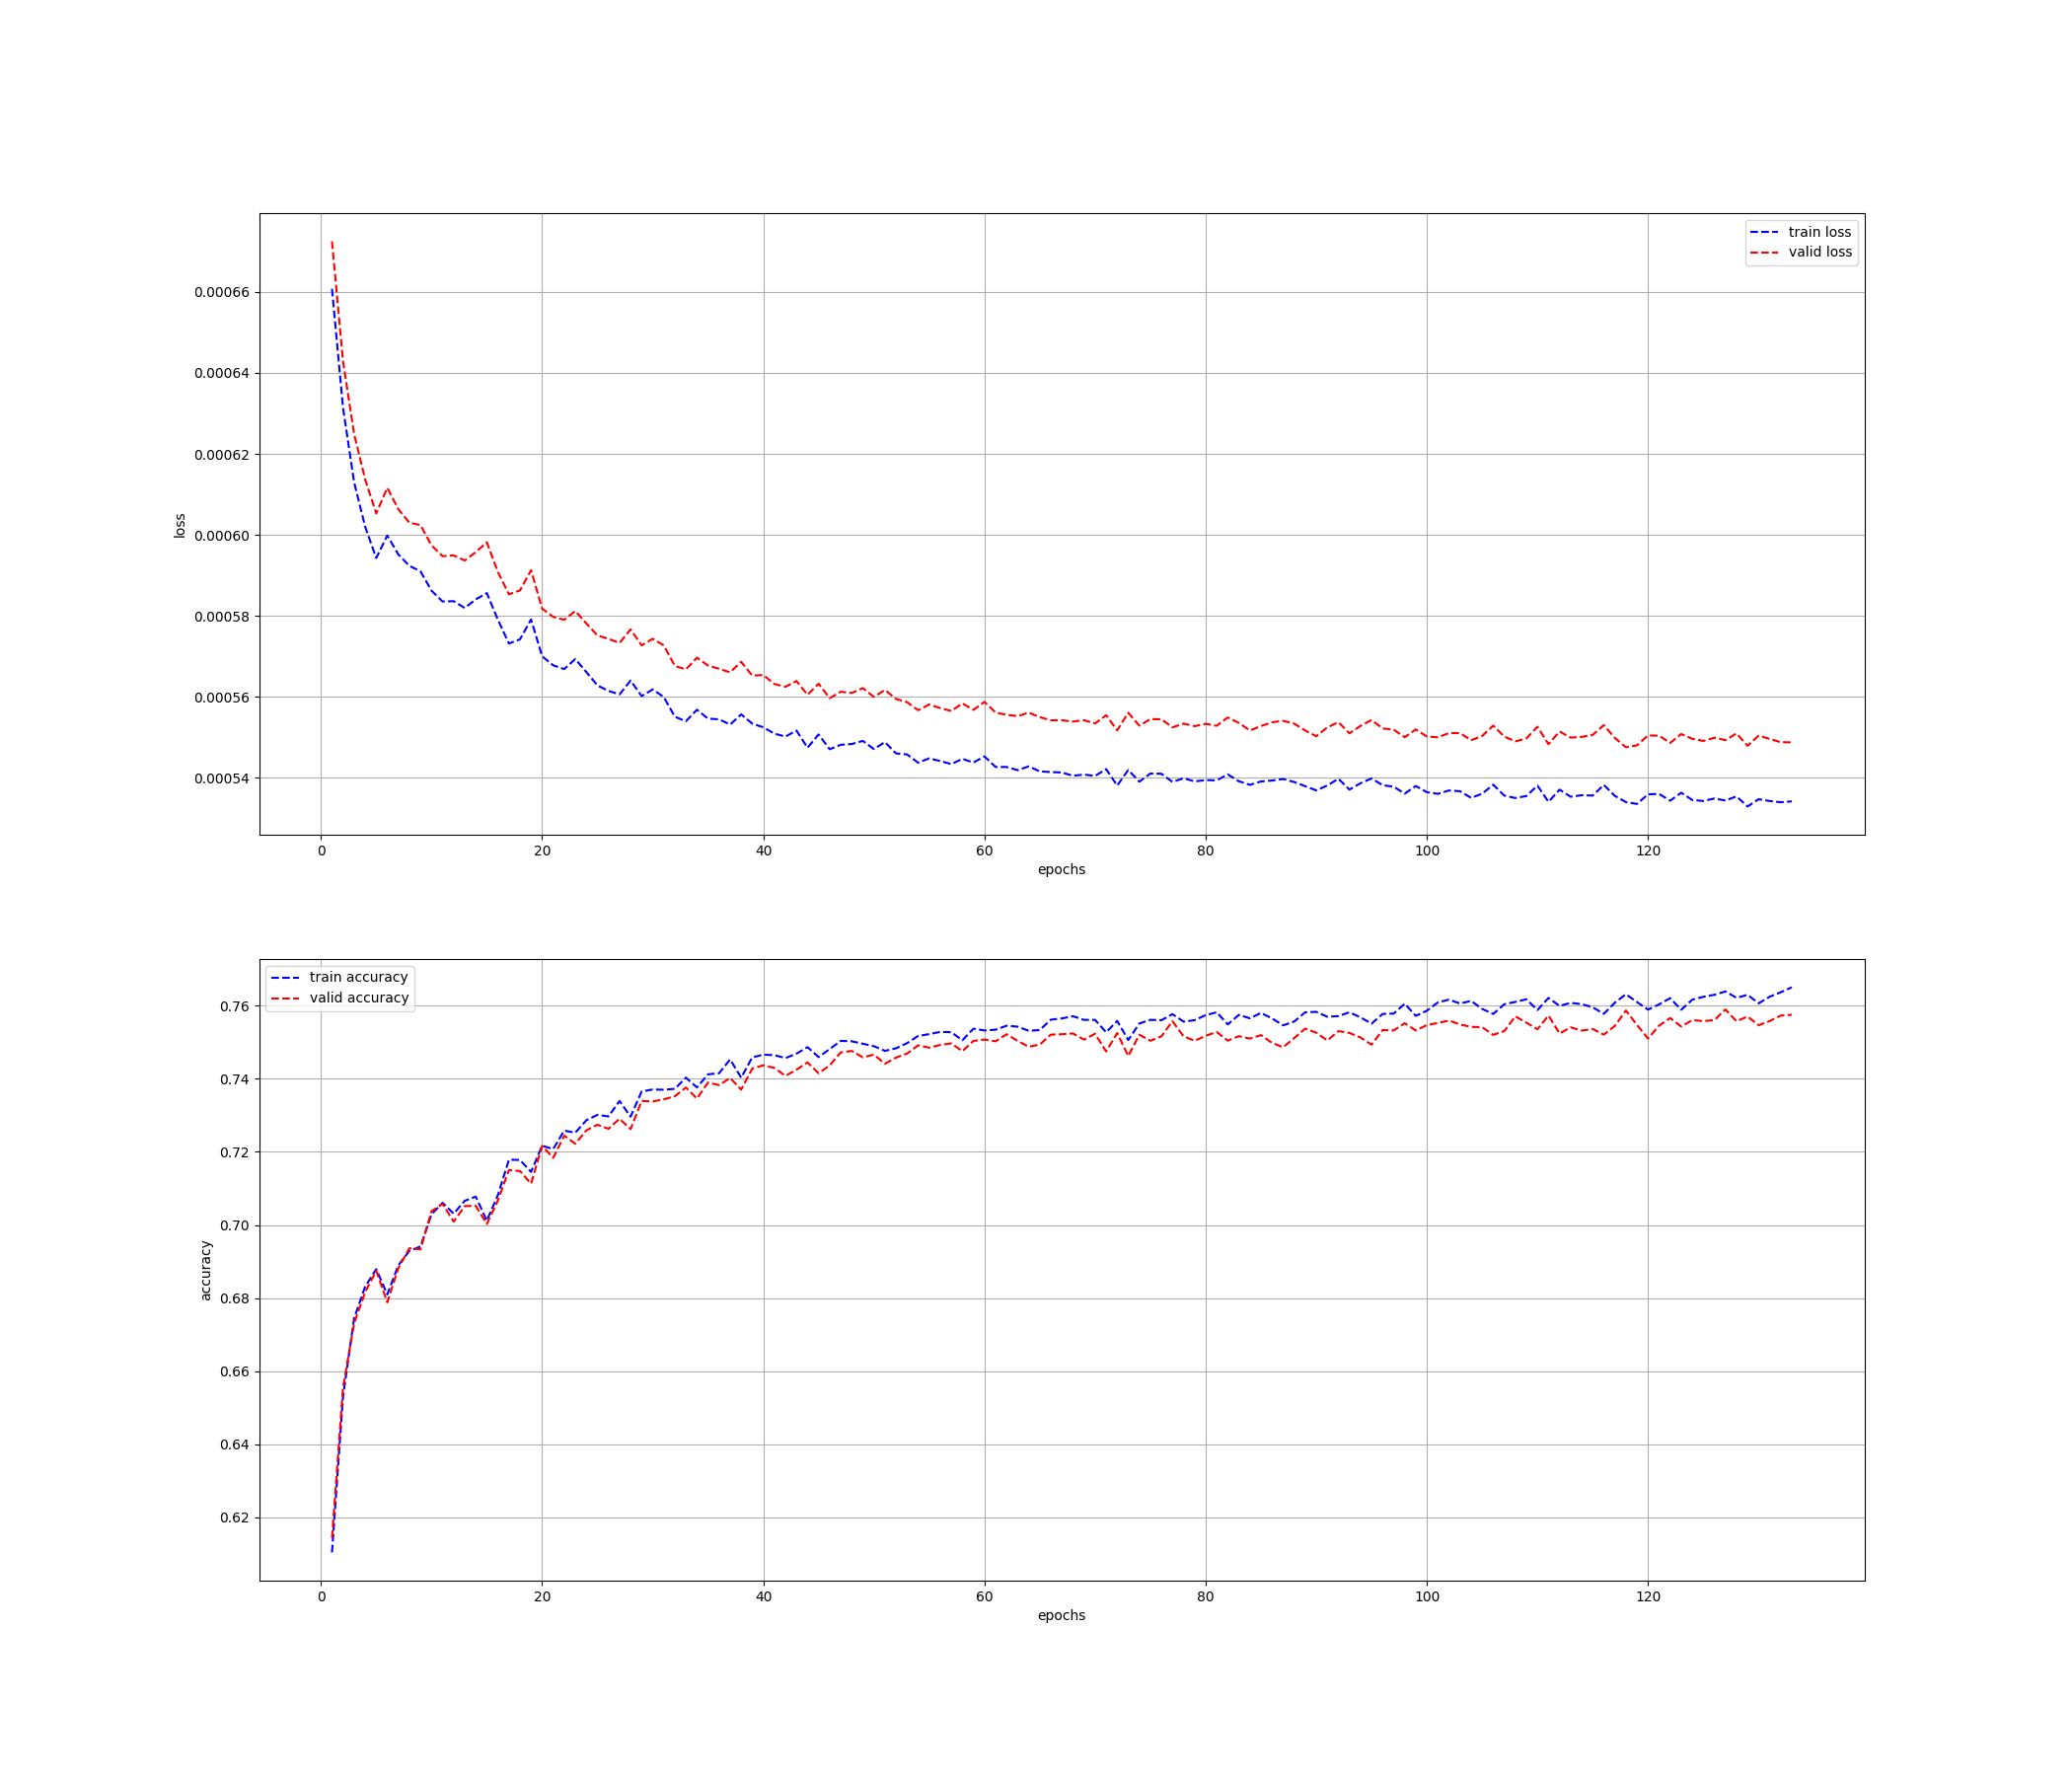 train loss
valid loss
0.00066
0.00064
0.00062
0.00060
0.00058
0.00056
0.00054
loss
0 20 40 60 80 100 120
epochs
train accuracy
valid accuracy
0.76
0.74
0.72
0.70
0.68
0.66
0.64
0.62
accuracy
0 20 40 60 80 100 120
epochs